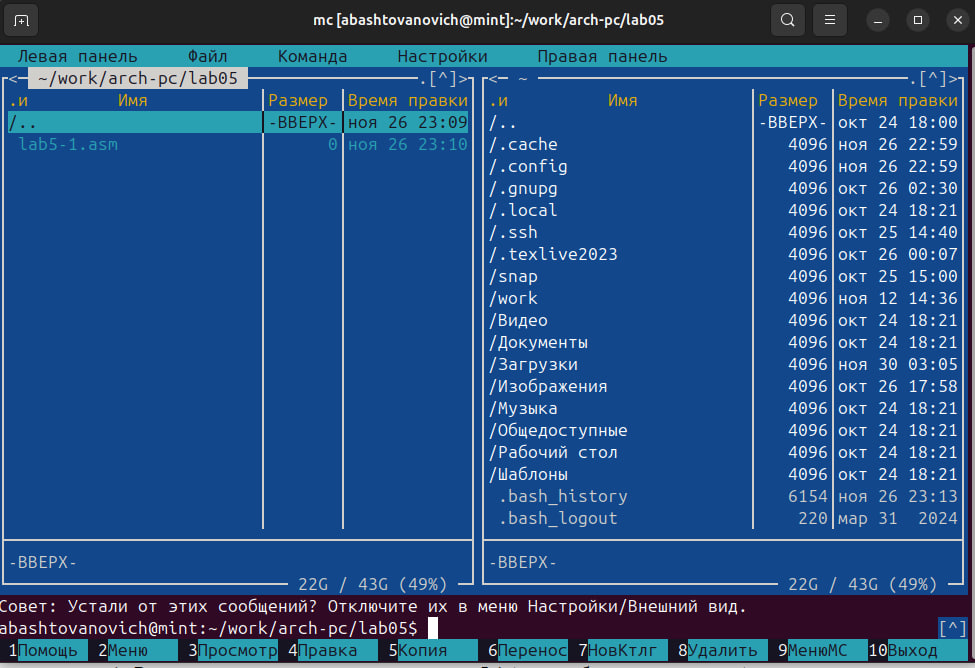 mc [abashtovanovich@mint]:~/work/arch-pc/lab05
Левая панель Файл Команда Настройки Правая панель
<─ ~/work/arch-pc/lab05 .[^]>
.и Имя Размер Время правки
/.. -ВВЕРХ- ноя 26 23:09
lab5-1.asm 0 ноя 26 23:10
-ВВЕРХ-
22G / 43G (49%)
<─ ~ .[^]>
.и Имя Размер Время правки
/.. -ВВЕРХ- окт 24 18:00
/.cache 4096 ноя 26 22:59
/.config 4096 ноя 26 22:59
/.gnupg 4096 окт 26 02:30
/.local 4096 окт 24 18:21
/.ssh 4096 окт 25 14:40
/.texlive2023 4096 окт 26 00:07
/snap 4096 окт 25 15:00
/work 4096 ноя 12 14:36
/Видео 4096 окт 24 18:21
/Документы 4096 окт 24 18:21
/Загрузки 4096 ноя 30 03:05
/Изображения 4096 окт 26 17:58
/Музыка 4096 окт 24 18:21
/Общедоступные 4096 окт 24 18:21
/Рабочий стол 4096 окт 24 18:21
/Шаблоны 4096 окт 24 18:21
.bash_history 6154 ноя 26 23:13
.bash_logout 220 мар 31 2024
-ВВЕРХ-
22G / 43G (49%)
Совет: Устали от этих сообщений? Отключите их в меню Настройки/Внешний вид.
abashtovanovich@mint:~/work/arch-pc/lab05$ [^]
1Помощь 2Меню 3Просмотр 4Правка 5Копия 6Перенос 7НовКтлг 8Удалить 9МенюMC 10Выход